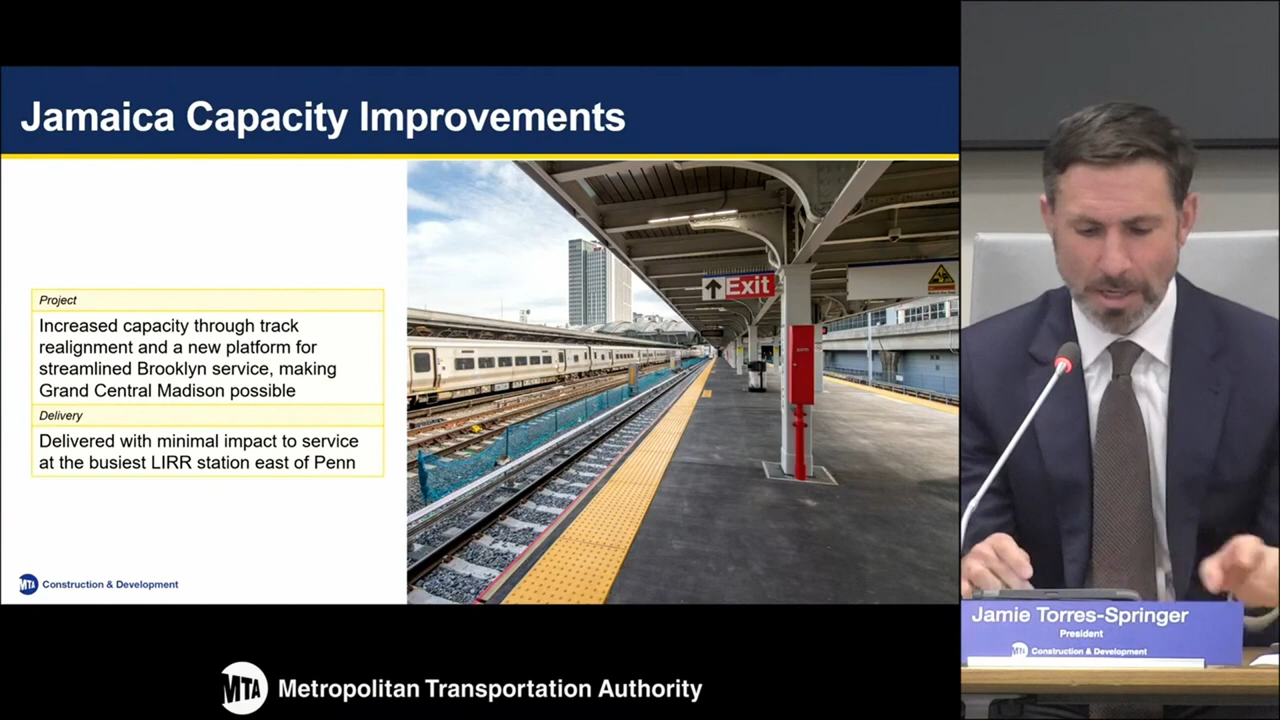 Jamaica Capacity Improvements
Project
Increased capacity through track
realignment and a new platform for
streamlined Brooklyn service, making
Grand Central Madison possible
Delivery
Delivered with minimal impact to service
at the busiest LIRR station east of Penn
MTA Construction & Development
Exit
MTA Metropolitan Transportation Authority
Jamie Torres-Springer
President
MTA Construction & Development